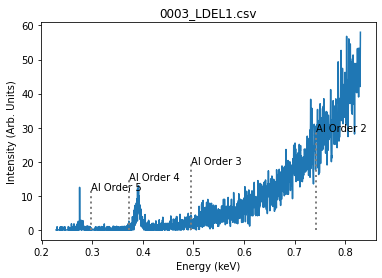 0003_LDEL1.csv
60
50
40
30
20
10
0
Intensity (Arb. Units)
Al Order 5
Al Order 4
Al Order 3
Al Order 2
0.2 0.3 0.4 0.5 0.6 0.7 0.8
Energy (keV)